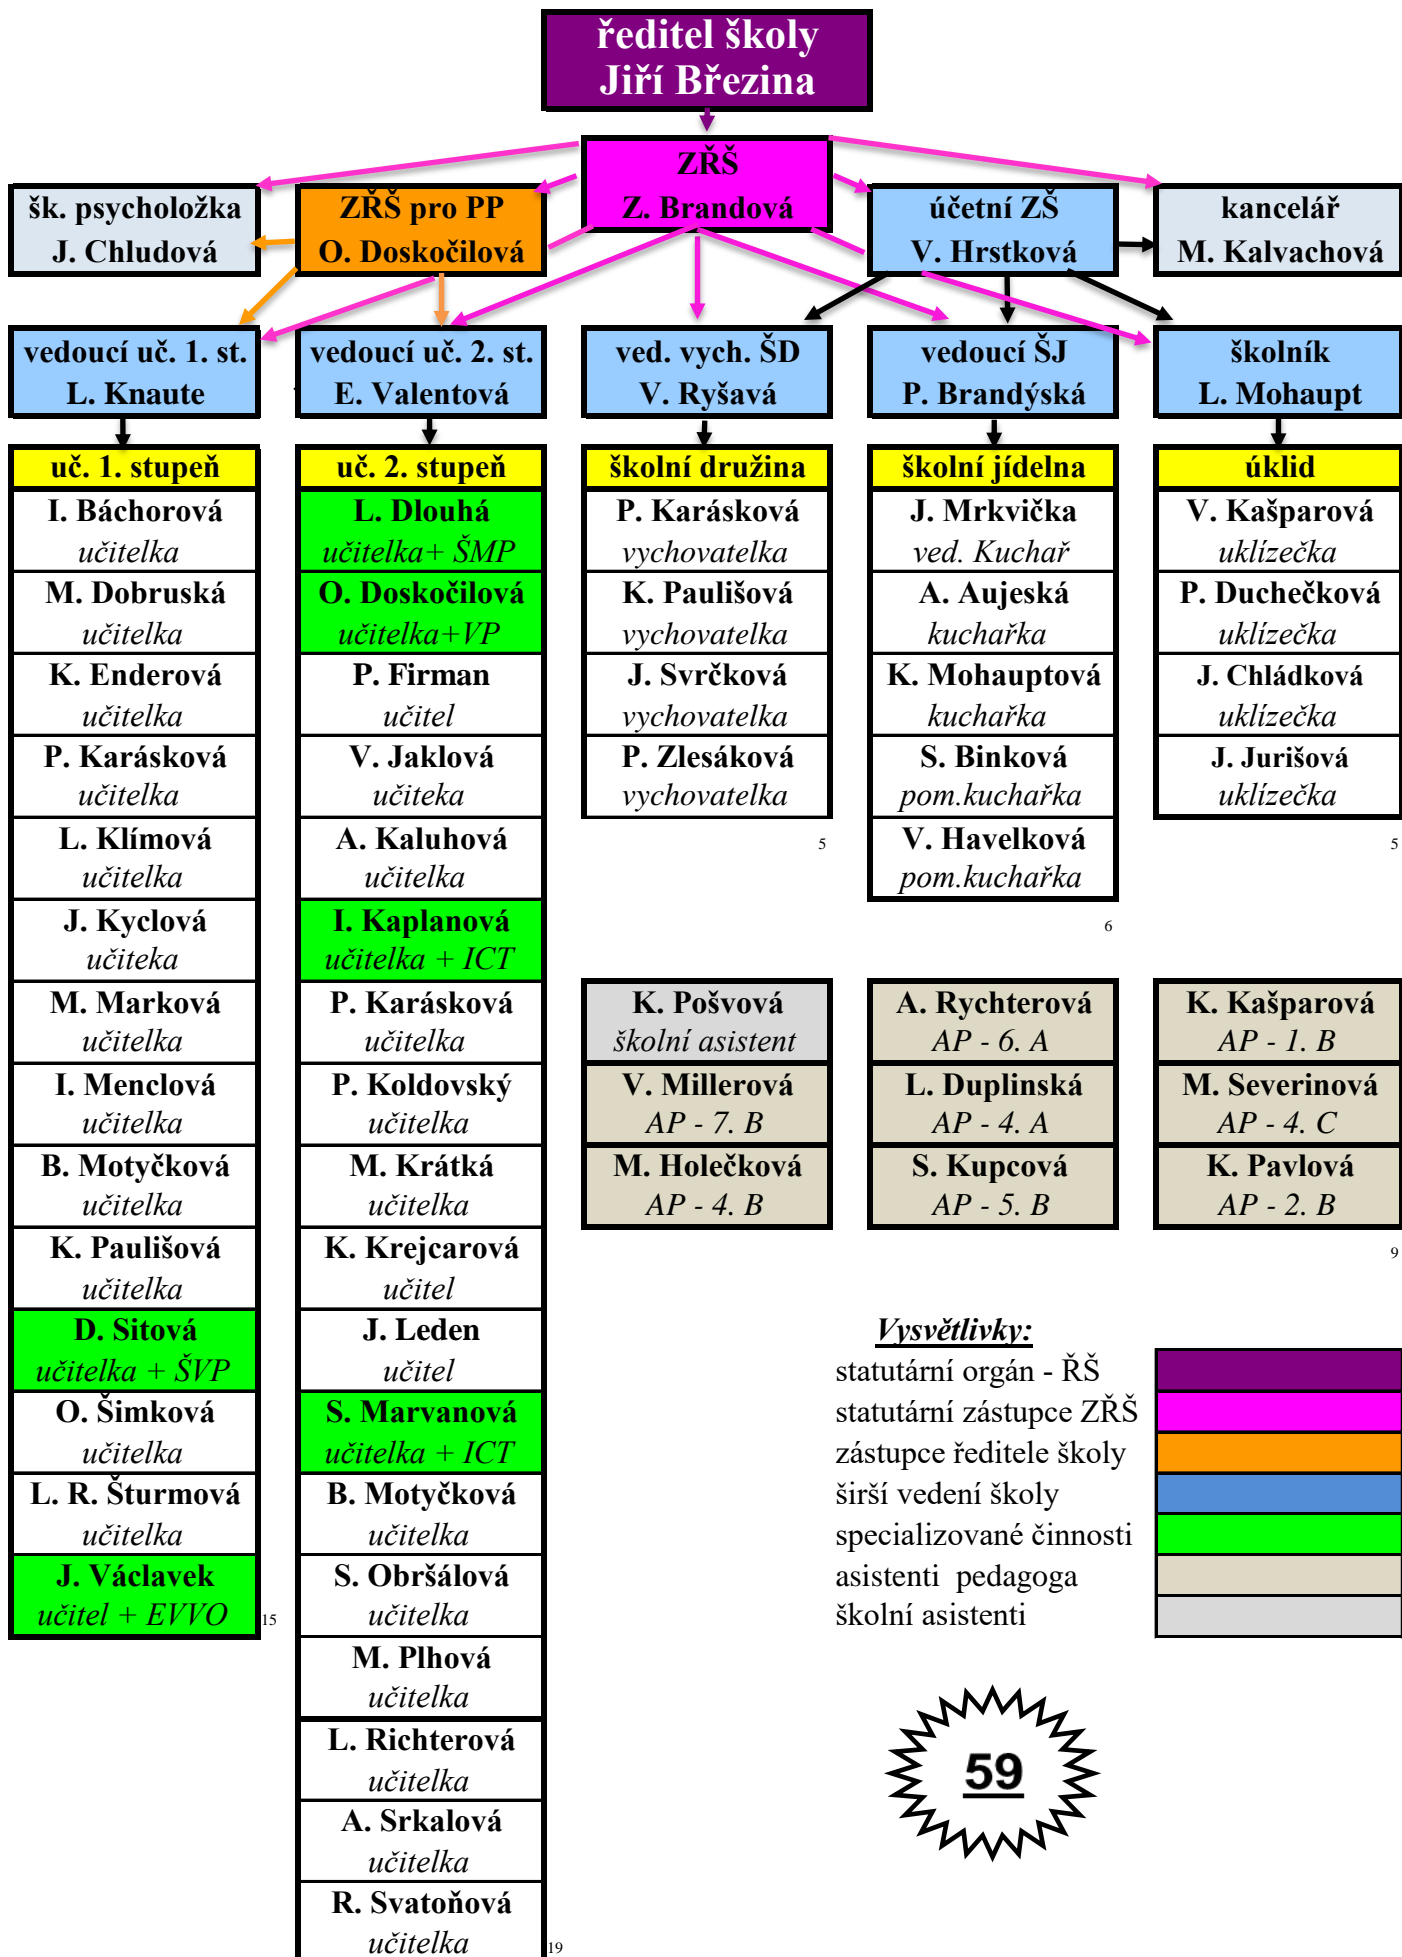 ředitel školy
Jiří Březina
ZŘŠ
Z. Brandová
šk. psycholožka
J. Chludová
ZŘŠ pro PP
O. Doskočilová
účetní ZŠ
V. Hrstková
kancelář
M. Kalvachová
vedoucí uč. 1. st.
L. Knaute
vedoucí uč. 2. st.
E. Valentová
ved. vych. ŠD
V. Ryšavá
vedoucí ŠJ
P. Brandýská
školník
L. Mohaupt
uč. 1. stupeň
I. Báchorová
učitelka
M. Dobruská
učitelka
K. Enderová
učitelka
P. Karásková
učitelka
L. Klímová
učitelka
J. Kyclová
učiteka
M. Marková
učitelka
I. Menclová
učitelka
B. Motyčková
učitelka
K. Paulišová
učitelka
D. Sitová
učitelka + ŠVP
O. Šimková
učitelka
L. R. Šturmová
učitelka
J. Václavek
učitel + EVVO
15
uč. 2. stupeň
L. Dlouhá
učitelka+ ŠMP
O. Doskočilová
učitelka+VP
P. Firman
učitel
V. Jaklová
učiteka
A. Kaluhová
učitelka
I. Kaplanová
učitelka + ICT
P. Karásková
učitelka
P. Koldovský
učitelka
M. Krátká
učitelka
K. Krejcarová
učitel
J. Leden
učitel
S. Marvanová
učitelka + ICT
B. Motyčková
učitelka
S. Obršálová
učitelka
M. Plhová
učitelka
L. Richterová
učitelka
A. Srkalová
učitelka
R. Svatoňová
učitelka
19
školní družina
P. Karásková
vychovatelka
K. Paulišová
vychovatelka
J. Svrčková
vychovatelka
P. Zlesáková
vychovatelka
5
školní jídelna
J. Mrkvička
ved. Kuchař
A. Aujeská
kuchařka
K. Mohauptová
kuchařka
S. Binková
pom.kuchařka
V. Havelková
pom.kuchařka
6
úklid
V. Kašparová
uklízečka
P. Duchečková
uklízečka
J. Chládková
uklízečka
J. Jurišová
uklízečka
5
K. Pošvová
školní asistent
V. Millerová
AP - 7. B
M. Holečková
AP - 4. B
A. Rychterová
AP - 6. A
L. Duplinská
AP - 4. A
S. Kupcová
AP - 5. B
K. Kašparová
AP - 1. B
M. Severinová
AP - 4. C
K. Pavlová
AP - 2. B
9
Vysvětlivky:
statutární orgán - ŘŠ
statutární zástupce ZŘŠ
zástupce ředitele školy
širší vedení školy
specializované činnosti
asistenti pedagoga
školní asistenti
59